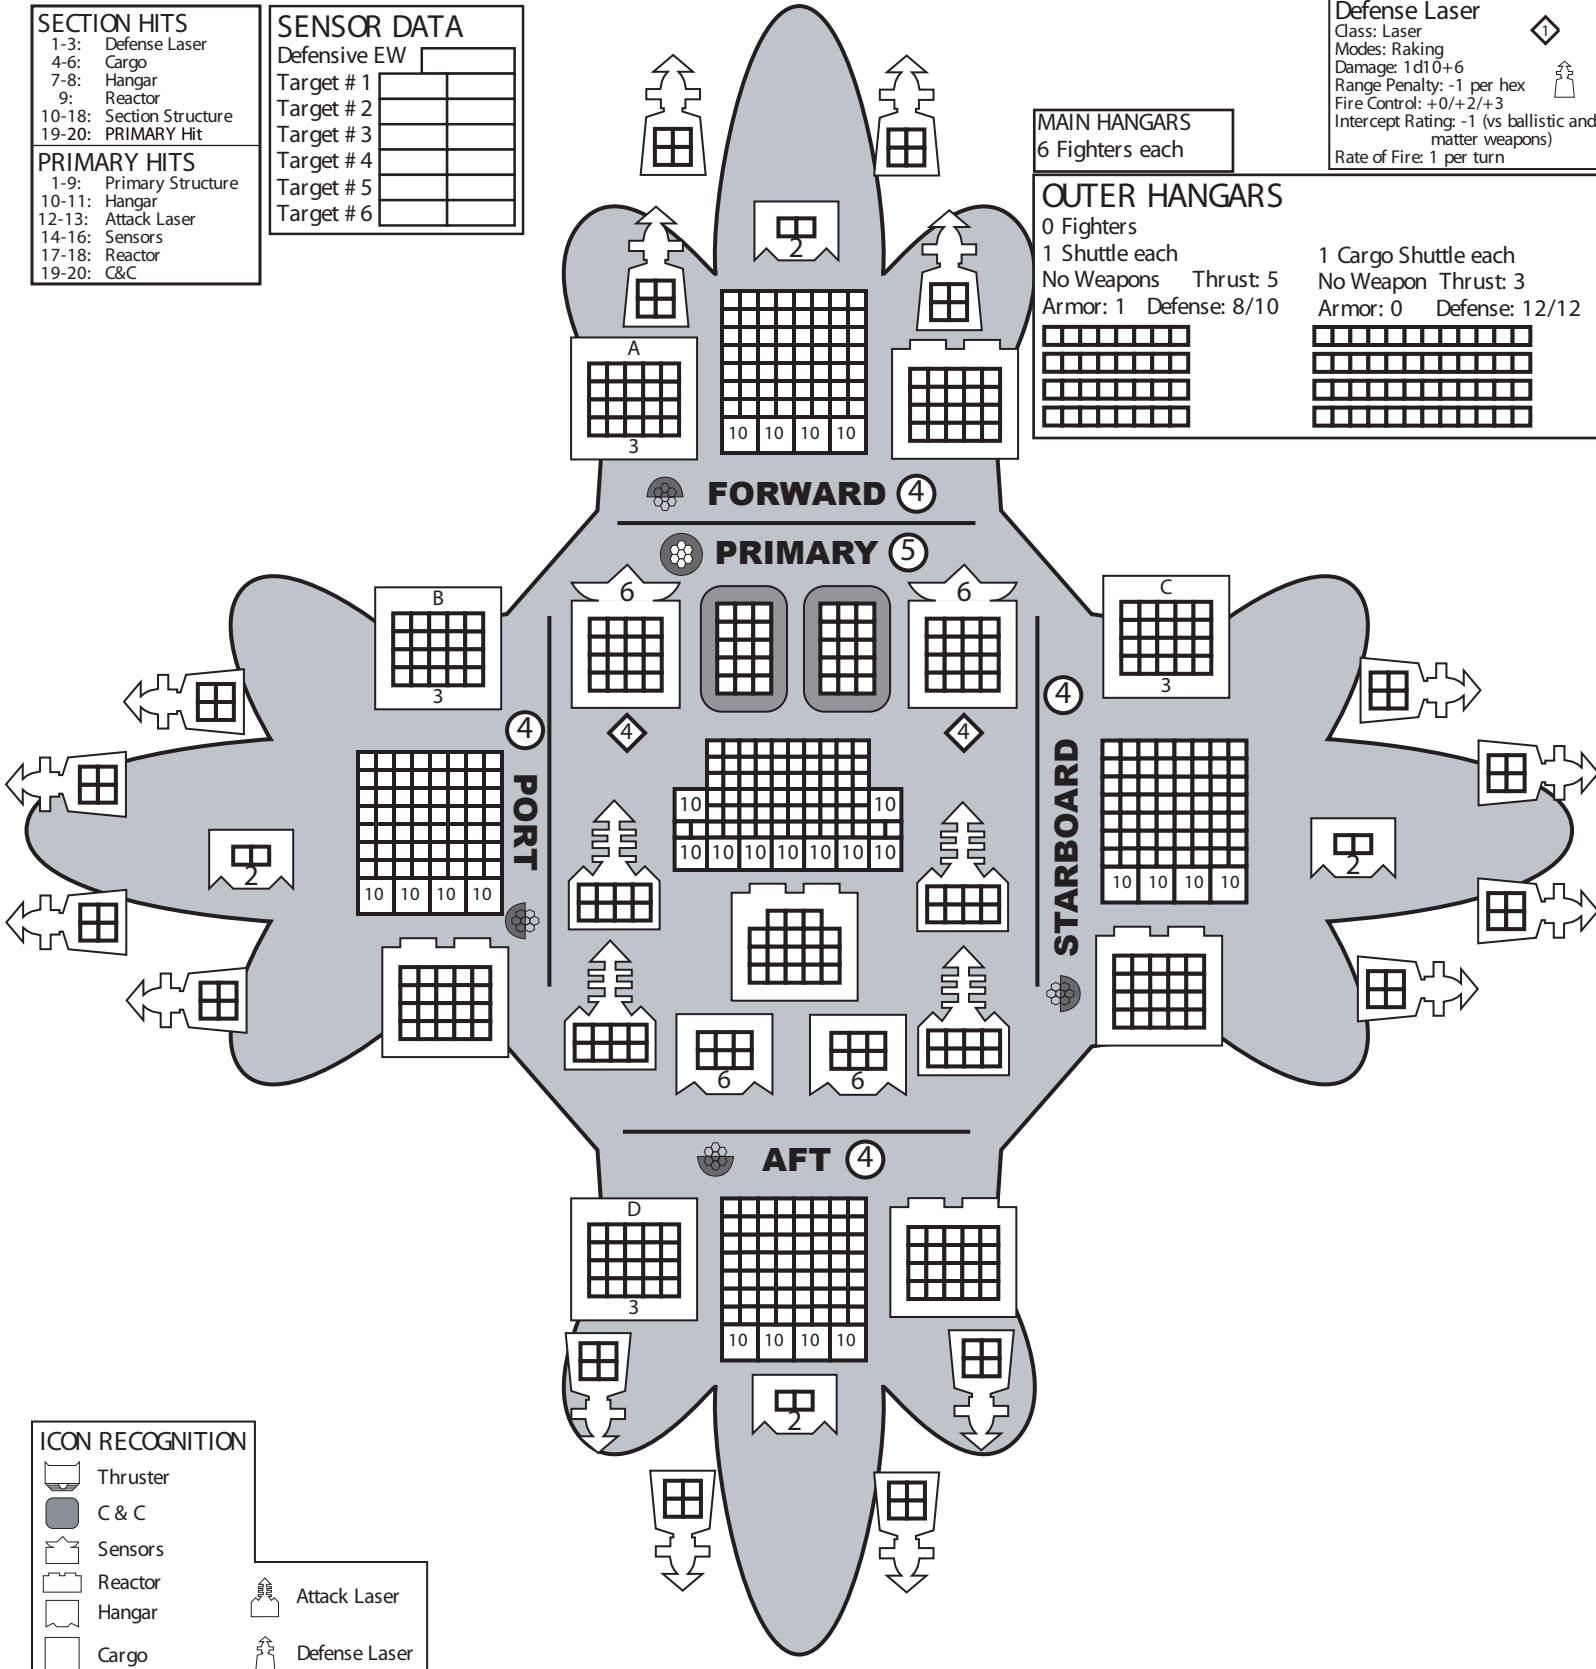 SECTION HITS
1-3: Defense Laser
4-6: Cargo
7-8: Hangar
9: Reactor
10-18: Section Structure
19-20: PRIMARY Hit
PRIMARY HITS
1-9: Primary Structure
10-11: Hangar
12-13: Attack Laser
14-16: Sensors
17-18: Reactor
19-20: C&C
SENSOR DATA
Defensive EW
Target # 1
Target # 2
Target # 3
Target # 4
Target # 5
Target # 6
MAIN HANGARS
6 Fighters each
Defense Laser
Class: Laser
Modes: Raking
Damage: 1d10+6
Range Penalty: -1 per hex
Fire Control: +0/+2/+3
Intercept Rating: -1 (vs ballistic and
matter weapons)
Rate of Fire: 1 per turn
1
OUTER HANGARS
0 Fighters
1 Shuttle each
No Weapons Thrust: 5
Armor: 1 Defense: 8/10
1 Cargo Shuttle each
No Weapon Thrust: 3
Armor: 0 Defense: 12/12
2
A
3
10 10 10 10
FORWARD 4
PRIMARY 5
6 6
4 4
B
3
C
3
4
PORT
10 10 10 10
2
10 10
10 10 10 10 10 10 10
4
STARBOARD
10 10 10 10
2
6 6
AFT 4
D
3
10 10 10 10
2
ICON RECOGNITION
Thruster
C & C
Sensors
Reactor
Hangar
Cargo
Attack Laser
Defense Laser